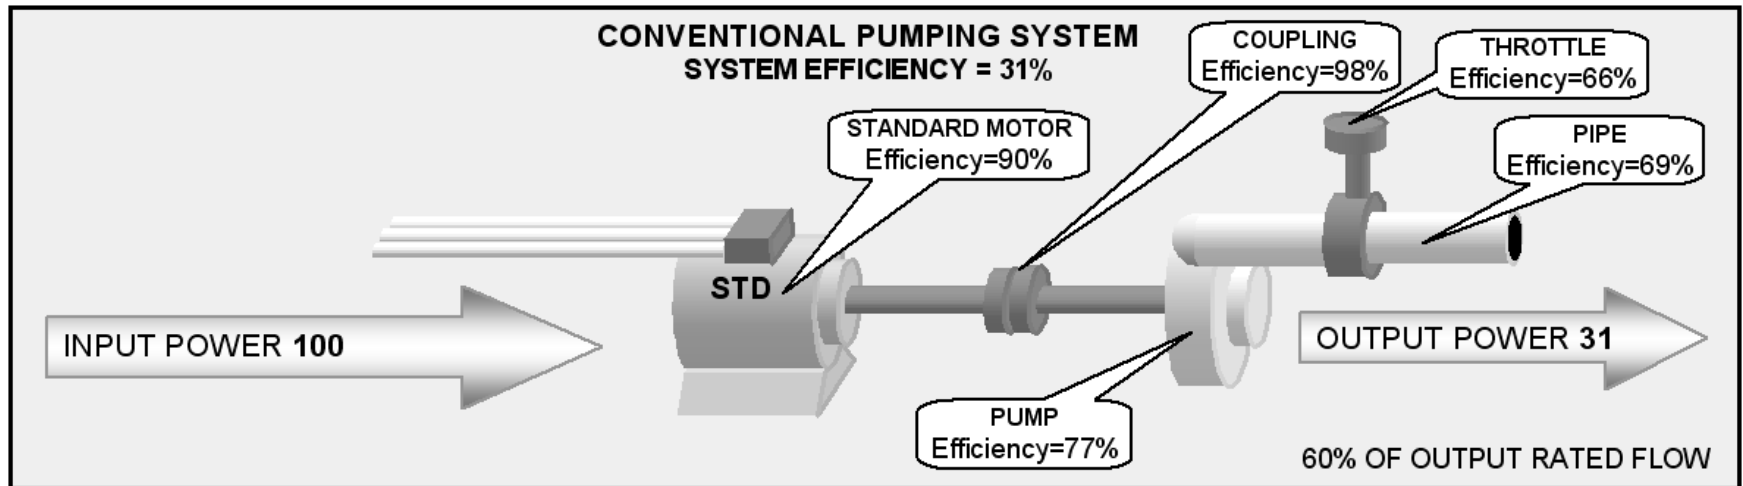 CONVENTIONAL PUMPING SYSTEM
SYSTEM EFFICIENCY = 31%
COUPLING
Efficiency=98%
THROTTLE
Efficiency=66%
STANDARD MOTOR
Efficiency=90%
PIPE
Efficiency=69%
STD
INPUT POWER 100
OUTPUT POWER 31
PUMP
Efficiency=77%
60% OF OUTPUT RATED FLOW